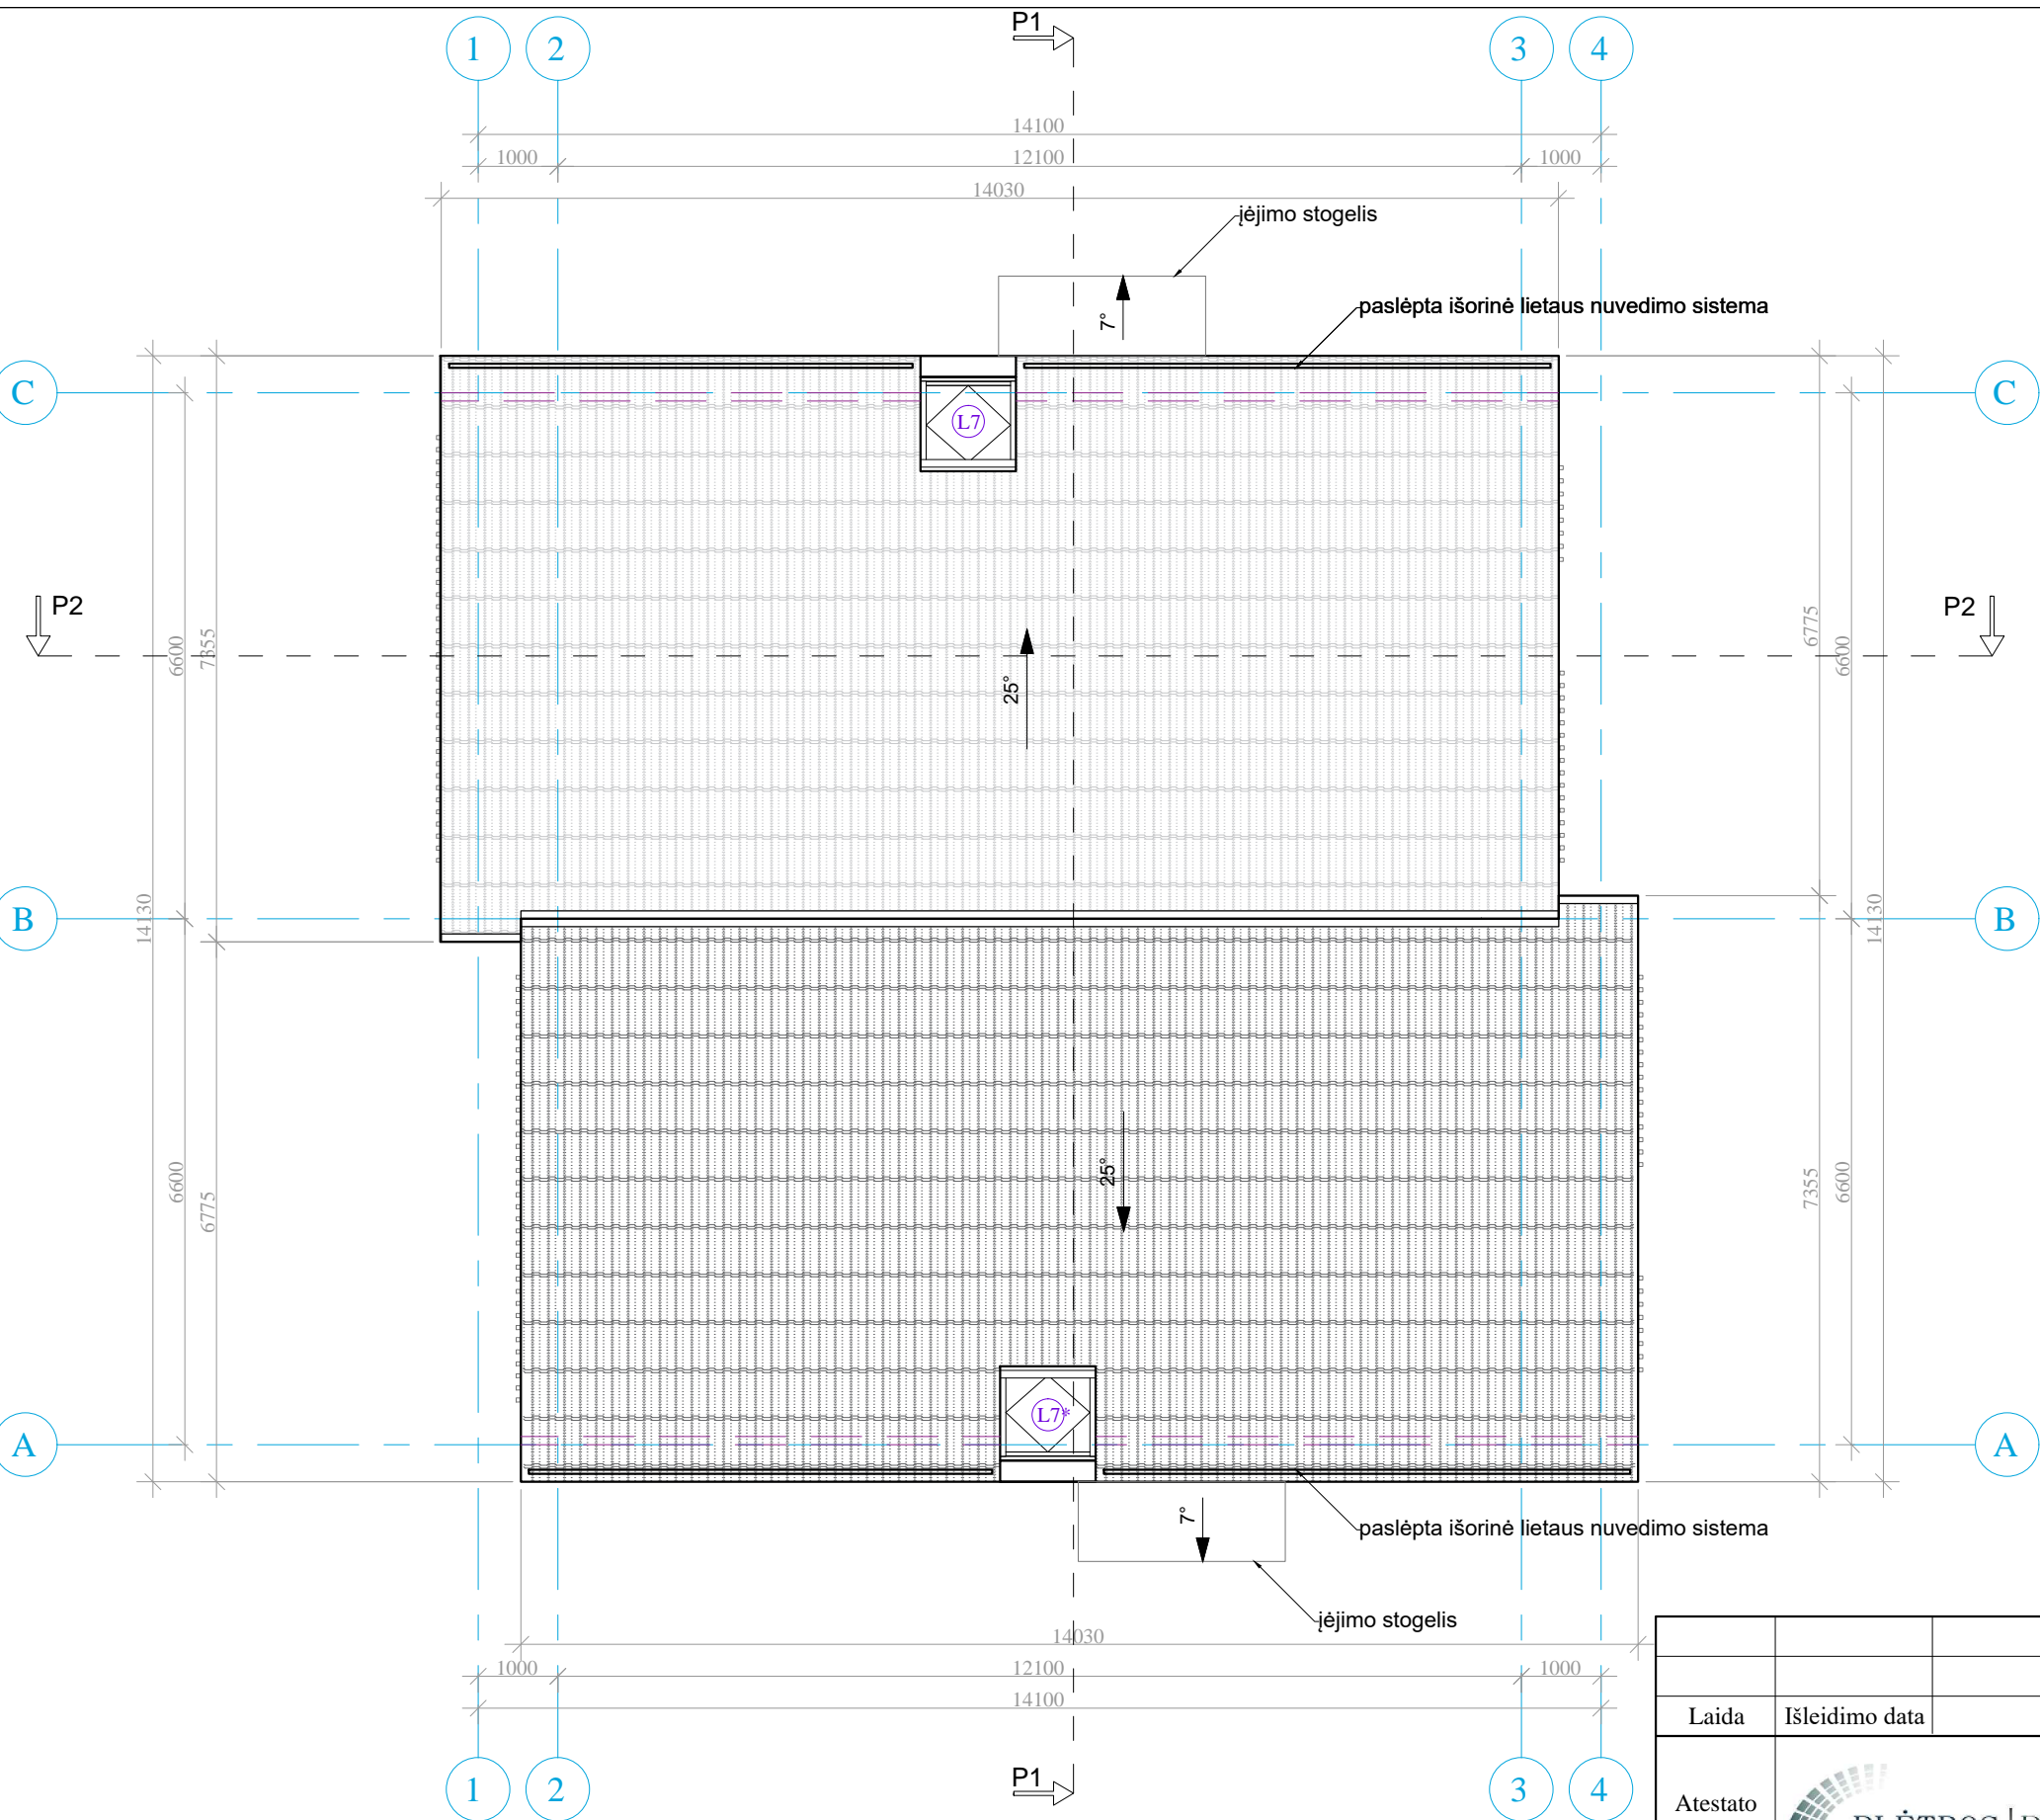 P1
1 2 3 4
14100
1000 12100 1000
14030
įėjimo stogelis
7°
paslėpta išorinė lietaus nuvedimo sistema
C C
L7
P2 P2
6600 7355 6775 6600
25°
14130 14130
B B
25°
6600 6775 7355 6600
L7*
A A
7°
paslėpta išorinė lietaus nuvedimo sistema
įėjimo stogelis
14030
1000 12100 1000
14100
Laida Išleidimo data
P1
1 2 3 4
Atestato